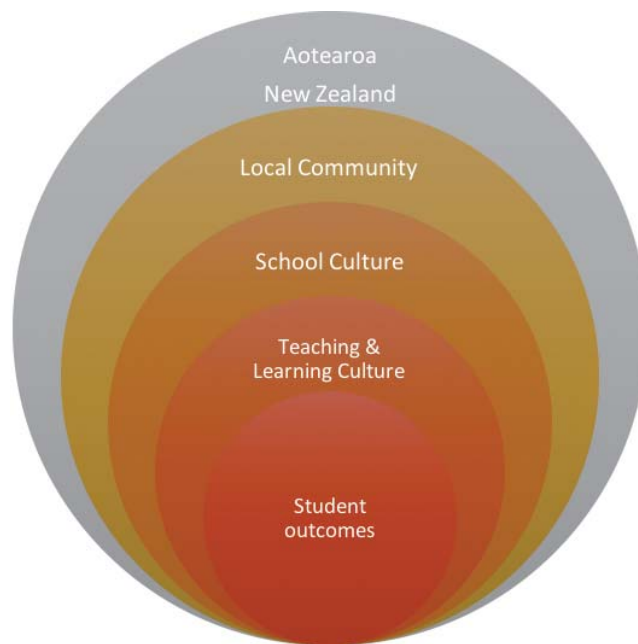 Aotearoa
New Zealand
Local Community
School Culture
Teaching &
Learning Culture
Student
outcomes